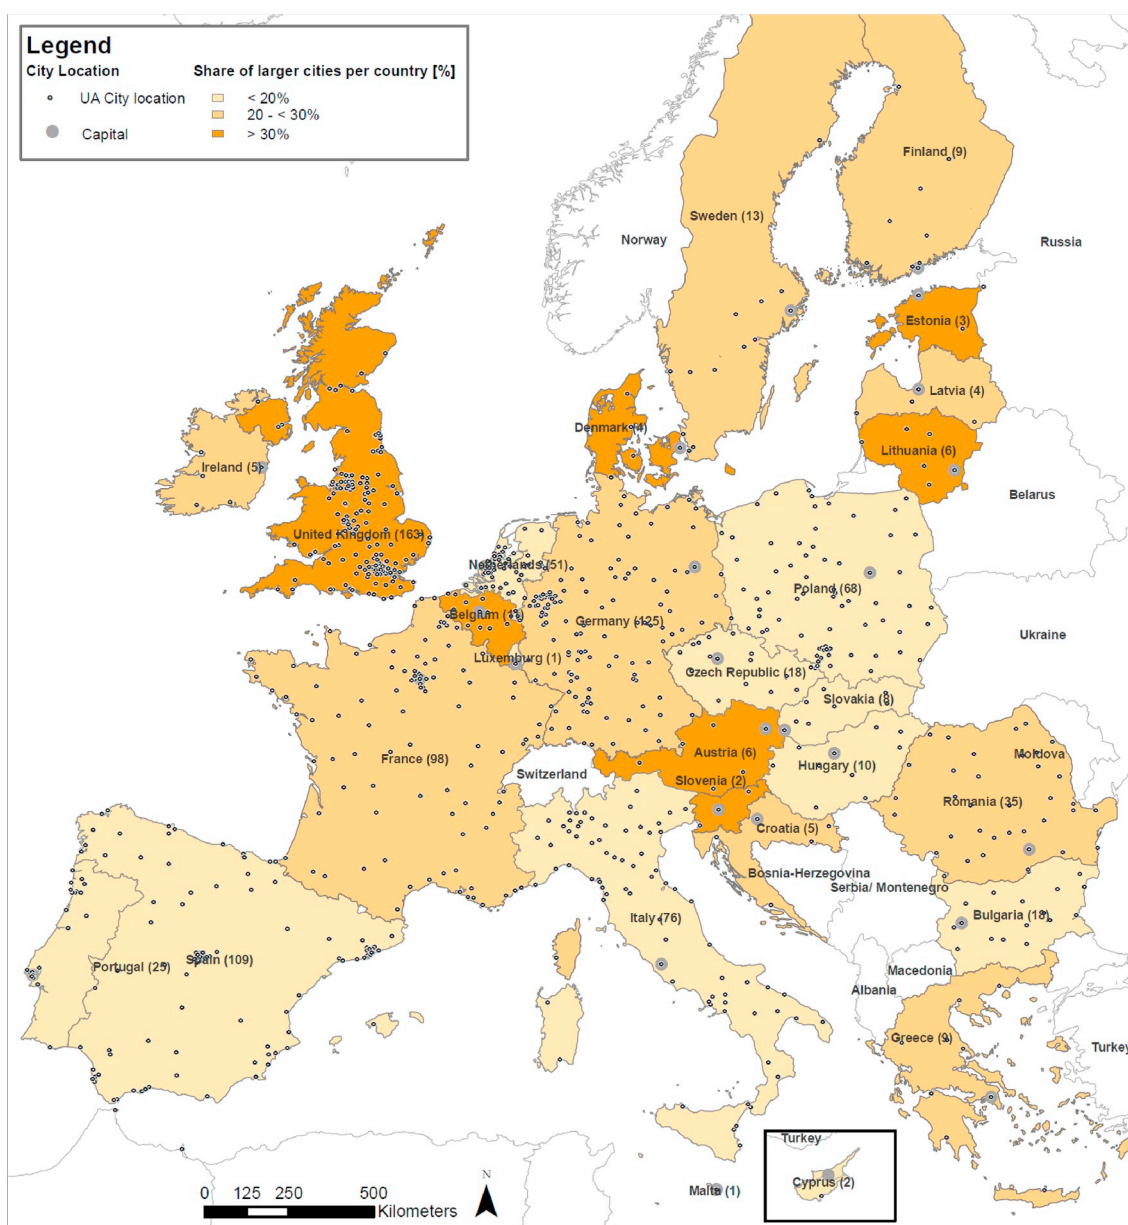 Legend
City Location
Share of larger cities per country [%]
UA City location
< 20%
20 - < 30%
Capital
> 30%
Finland (9)
Sweden (13)
Norway
Russia
Estonia (3)
Latvia (4)
Denmark (4)
Lithuania (6)
Ireland (5)
Belarus
United Kingdom (163)
Netherlands (51)
Poland (68)
Belgium (11)
Germany (125)
Ukraine
Luxemburg (1)
Czech Republic (18)
Slovakia (8)
France (98)
Austria (6)
Moldova
Switzerland
Hungary (10)
Slovenia (2)
Romania (35)
Croatia (5)
Bosnia-Herzegovina
Serbia/ Montenegro
Italy (76)
Bulgaria (18)
Portugal (25)
Spain (109)
Macedonia
Albania
Greece (9)
Turkey
Turkey
Malta (1)
Cyprus (2)
N
0 125 250 500
Kilometers